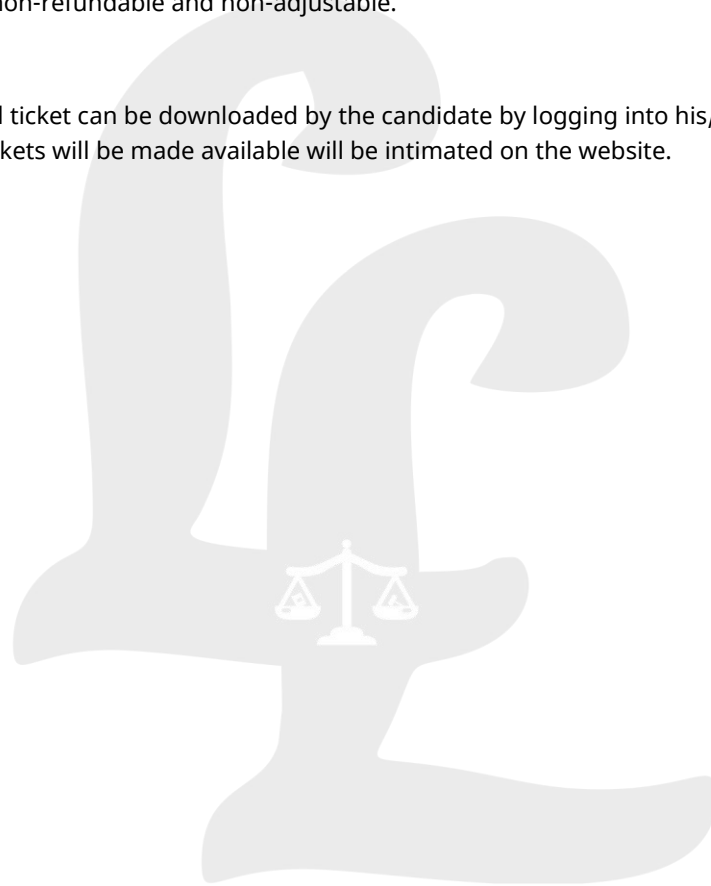 non-refundable and non-adjustable.
ticket can be downloaded by the candidate by logging into his/
kets will be made available will be intimated on the website.